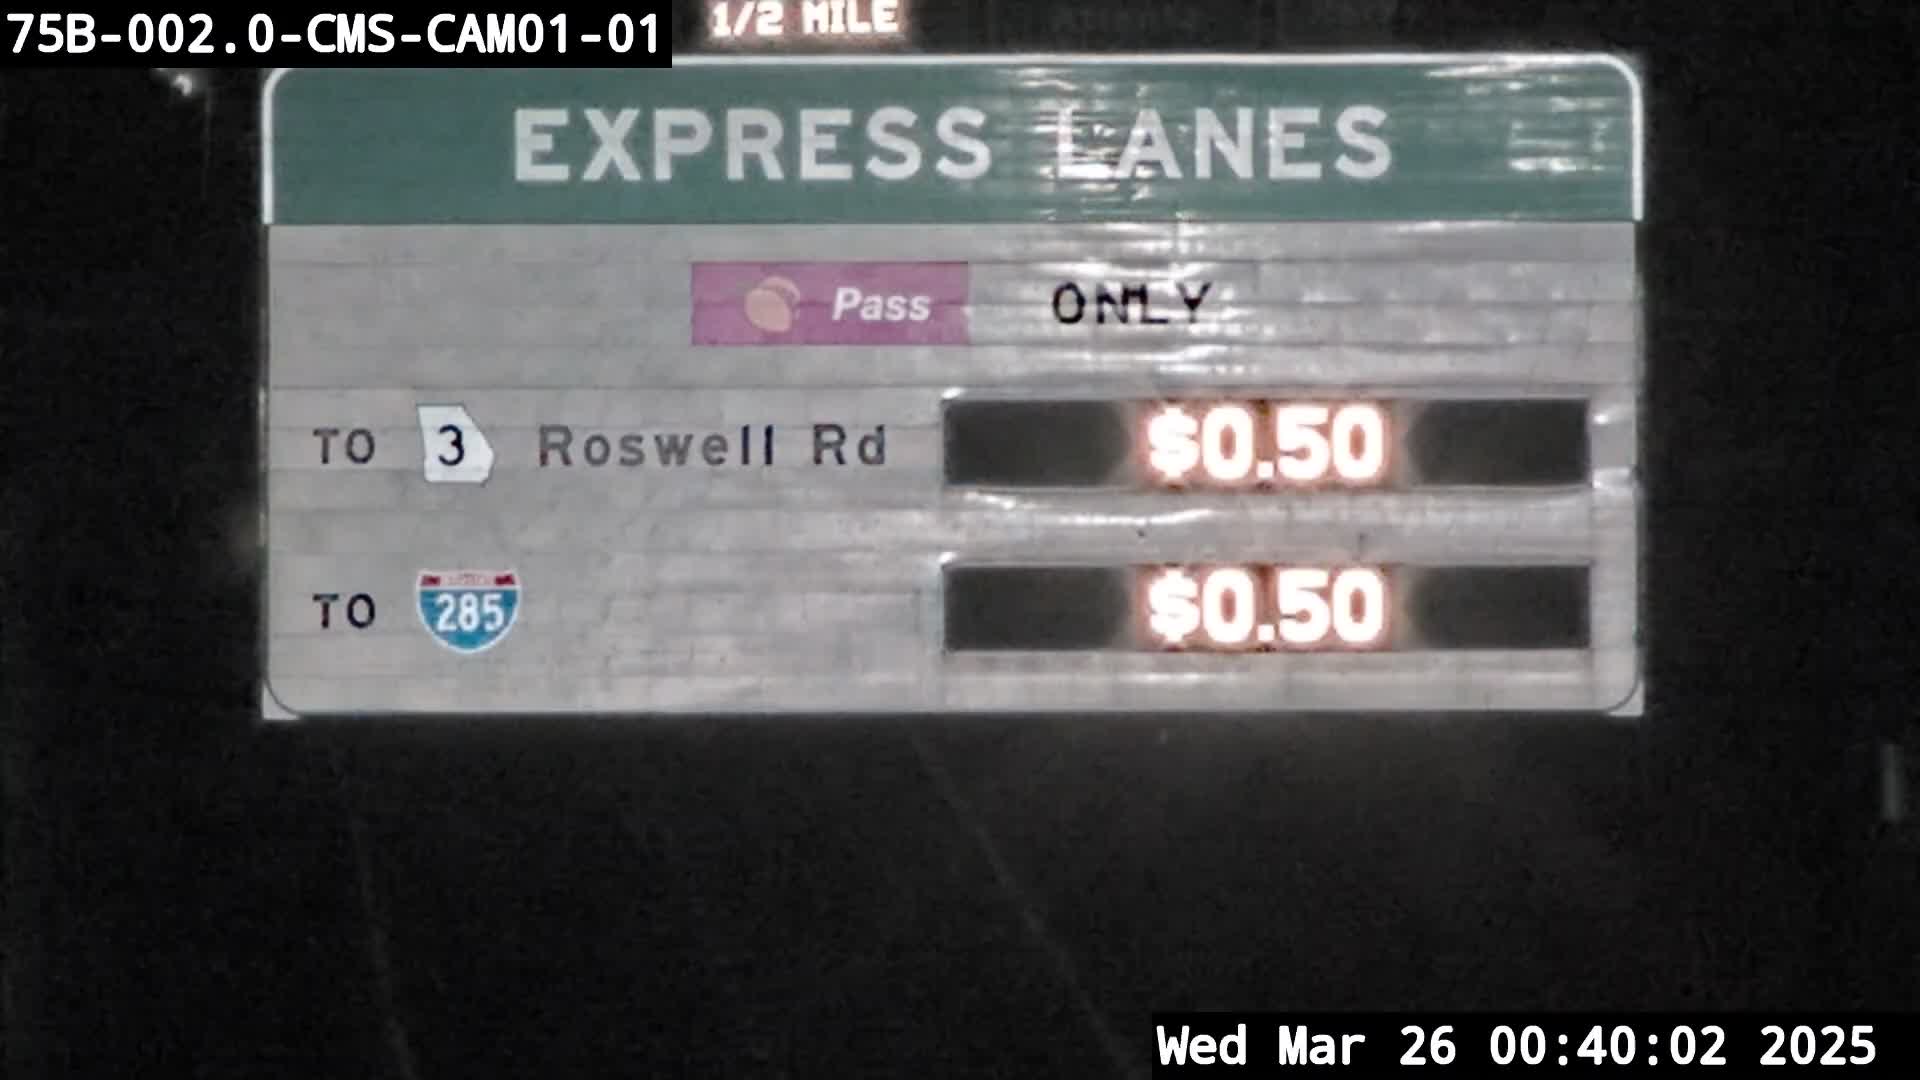 75B-002.0-CMS-CAM01-01
1/2 MILE
EXPRESS LANES
Pass ONLY
TO 3 Roswell Rd $0.50
TO 285 $0.50
Wed Mar 26 00:40:02 2025